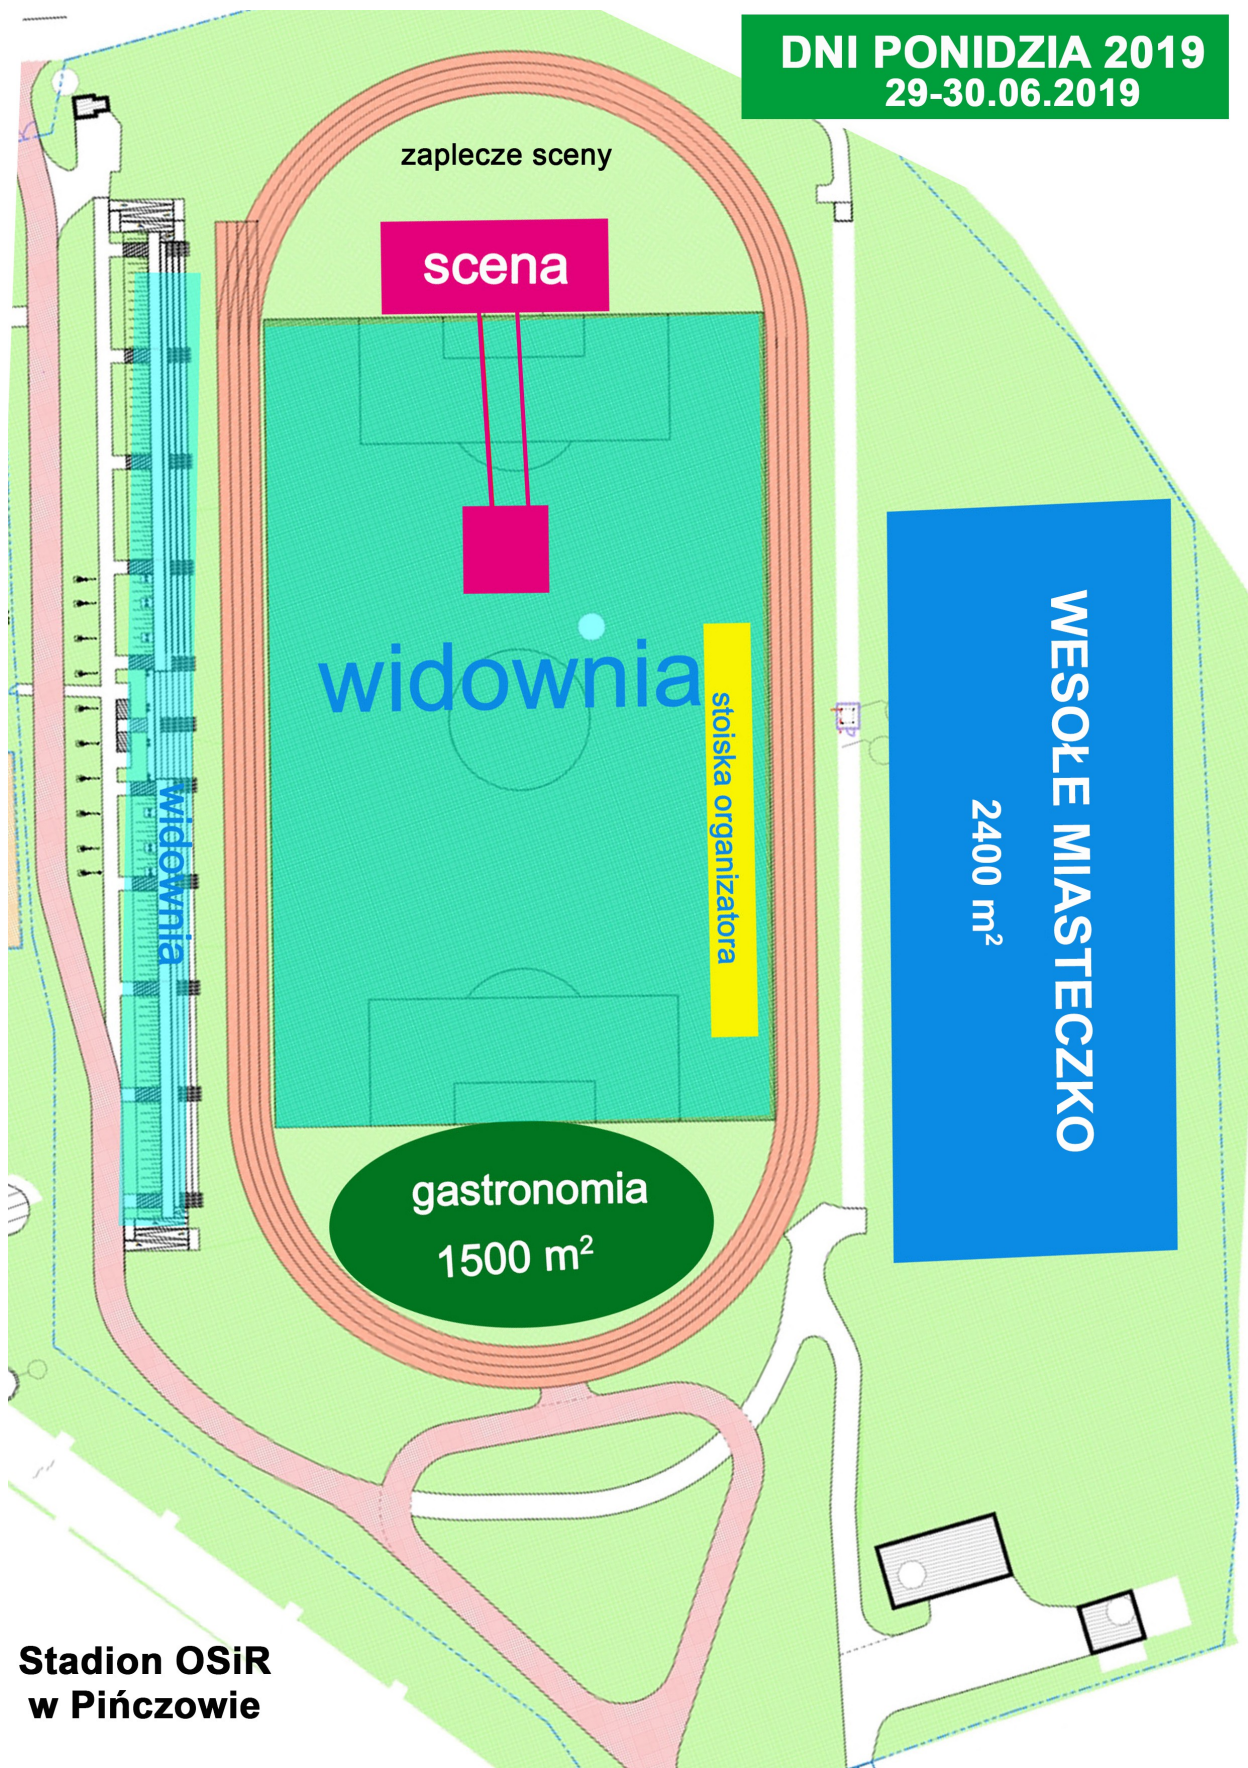 DNI PONIDZIA 2019
29-30.06.2019
zaplecze sceny
scena
widownia
stoiska organizatora
widownia
WESOŁE MIASTECZKO
2400 m²
gastronomia
1500 m²
Stadion OSiR
w Pińczowie